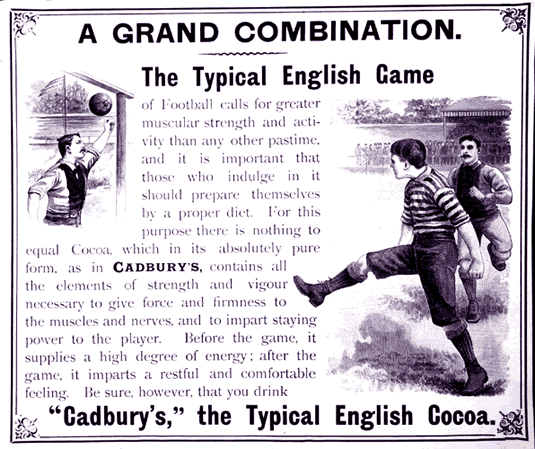 A GRAND COMBINATION.
The Typical English Game
of Football calls for greater
muscular strength and acti-
vity than any other pastime,
and it is important that
those who indulge in it
should prepare themselves
by a proper diet. For this
purpose there is nothing to
equal Cocoa, which in its absolutely pure
form, as in CADBURY'S, contains all
the elements of strength and vigour
necessary to give force and firmness to
the muscles and nerves, and to impart staying
power to the player. Before the game, it
supplies a high degree of energy; after the
game, it imparts a restful and comfortable
feeling. Be sure, however, that you drink
"Cadbury's," the Typical English Cocoa.